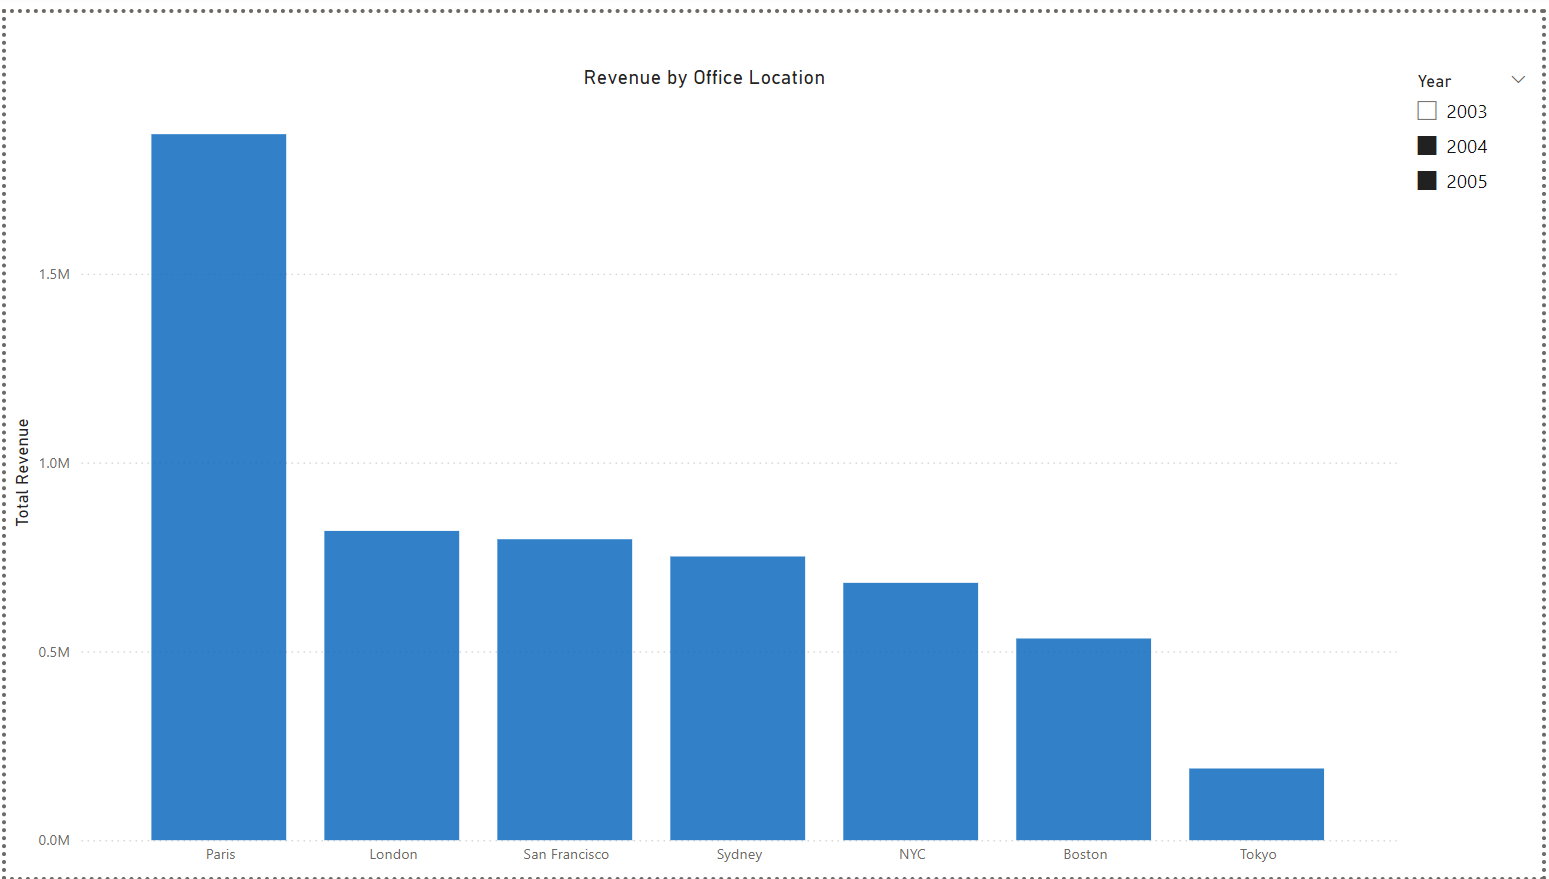 Revenue by Office Location
Year
2003
2004
2005
Total Revenue
1.5M
1.0M
0.5M
0.0M
Paris
London
San Francisco
Sydney
NYC
Boston
Tokyo